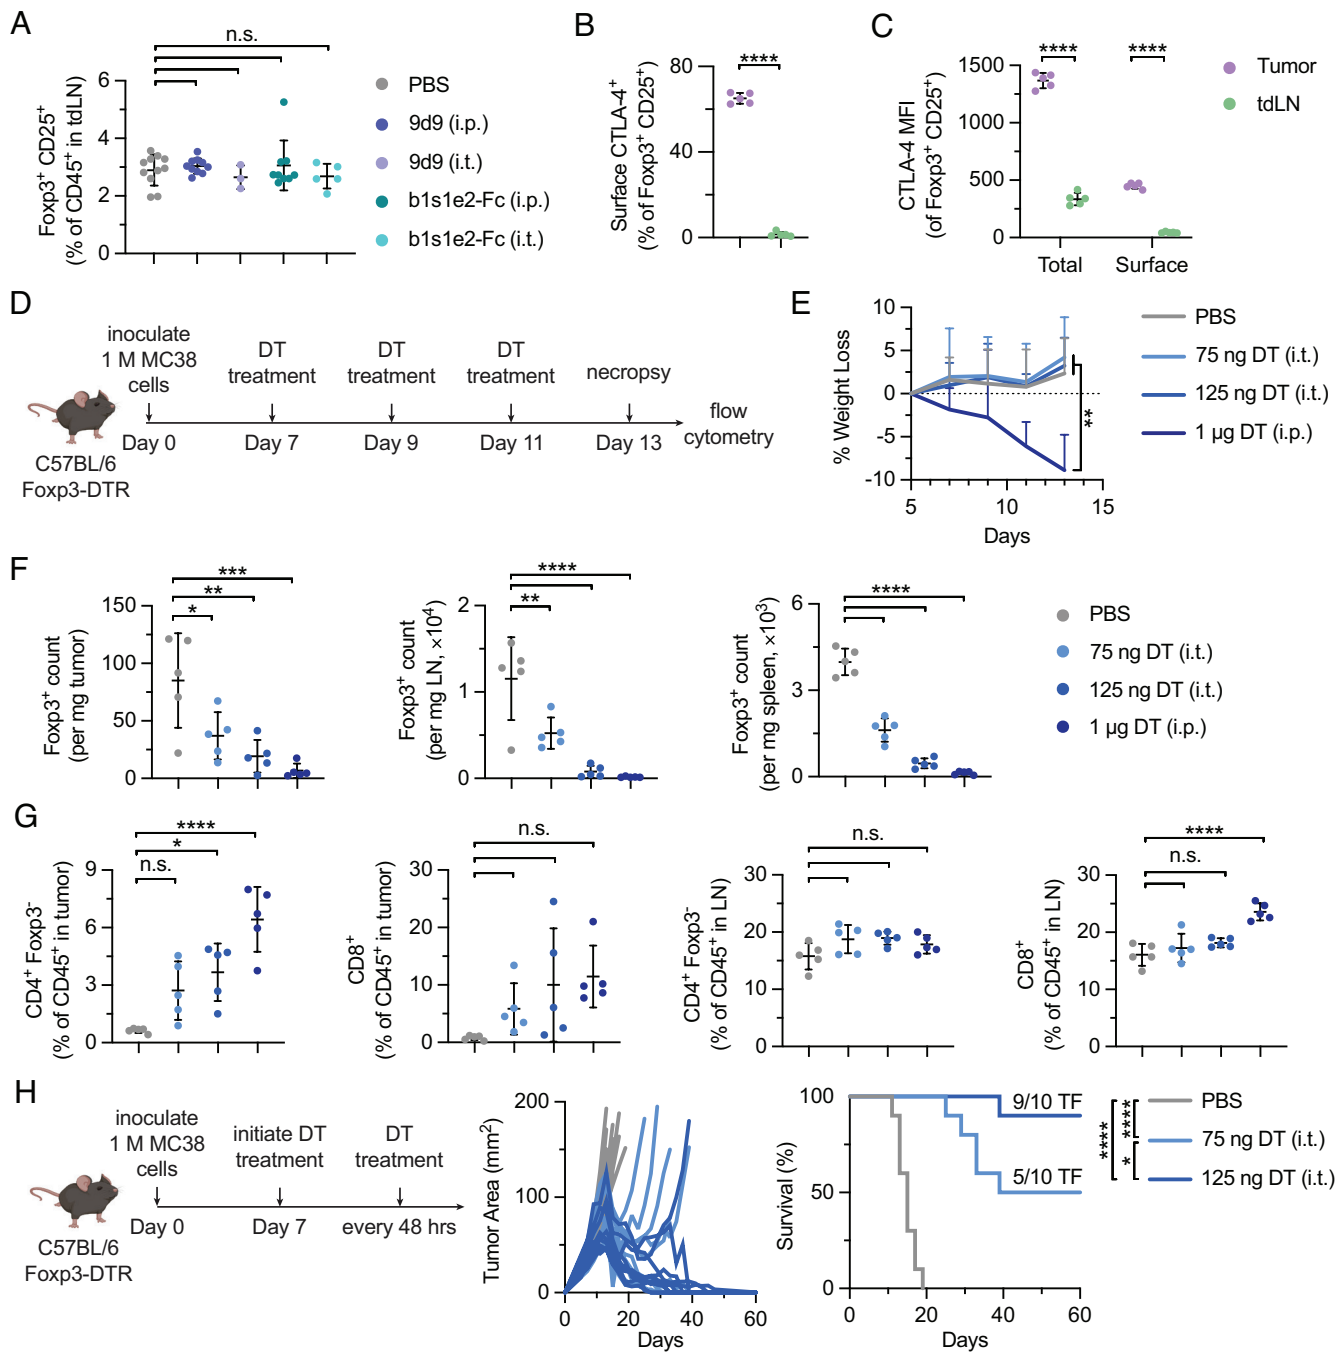 A
n.s.
Foxp3⁺ CD25⁺
(% of CD45⁺ in tdLN)
6
4
2
0
PBS
9d9 (i.p.)
9d9 (i.t.)
b1s1e2-Fc (i.p.)
b1s1e2-Fc (i.t.)
B
****
Surface CTLA-4⁺
(% of Foxp3⁺ CD25⁺)
80
40
0
C
**** ****
CTLA-4 MFI
(of Foxp3⁺ CD25⁺)
1500
1000
500
0
Total Surface
Tumor
tdLN
D
inoculate
1 M MC38
cells
DT
treatment
DT
treatment
DT
treatment
necropsy
flow
cytometry
Day 0 Day 7 Day 9 Day 11 Day 13
C57BL/6
Foxp3-DTR
E
% Weight Loss
10
5
0
-5
-10
5 10 15
Days
**
PBS
75 ng DT (i.t.)
125 ng DT (i.t.)
1 µg DT (i.p.)
F
***
**
*
Foxp3⁺ count
(per mg tumor)
150
100
50
0
****
**
Foxp3⁺ count
(per mg LN, ×10⁴)
2
1
0
****
Foxp3⁺ count
(per mg spleen, ×10³)
6
3
0
PBS
75 ng DT (i.t.)
125 ng DT (i.t.)
1 µg DT (i.p.)
G
****
*
n.s.
CD4⁺ Foxp3⁻
(% of CD45⁺ in tumor)
9
6
3
0
n.s.
CD8⁺
(% of CD45⁺ in tumor)
30
20
10
0
n.s.
CD4⁺ Foxp3⁻
(% of CD45⁺ in LN)
30
20
10
0
****
n.s.
CD8⁺
(% of CD45⁺ in LN)
30
20
10
0
H
inoculate
1 M MC38
cells
initiate DT
treatment
DT
treatment
Day 0 Day 7 every 48 hrs
C57BL/6
Foxp3-DTR
Tumor Area (mm²)
200
100
0
0 20 40 60
Days
Survival (%)
100
50
0
0 20 40 60
Days
9/10 TF
5/10 TF
****
****
*
PBS
75 ng DT (i.t.)
125 ng DT (i.t.)